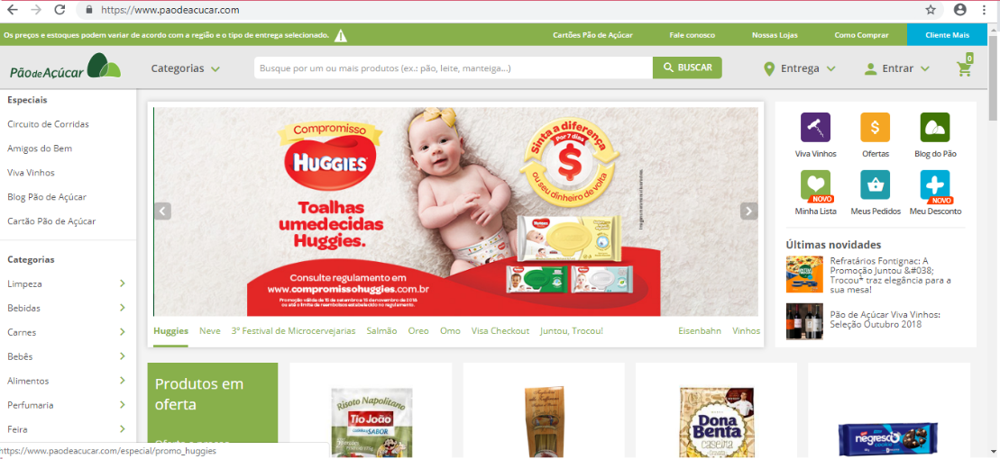 https://www.paodeacucar.com
Os preços e estoques podem variar de acordo com a região e o tipo de entrega selecionado.
Cartões Pão de Açúcar
Fale conosco
Nossas Lojas
Como Comprar
Cliente Mais
PãodeAçúcar
Categorias
Busque por um ou mais produtos (ex.: pão, leite, manteiga...)
BUSCAR
Entrega
Entrar
0
Especiais
Circuito de Corridas
Amigos do Bem
Viva Vinhos
Blog Pão de Açúcar
Cartão Pão de Açúcar
Categorias
Limpeza
Bebidas
Carnes
Bebês
Alimentos
Perfumaria
Feira
Compromisso
HUGGIES
Toalhas
umedecidas
Huggies.
Consulte regulamento em
www.compromissohuggies.com.br
Promoção válida de 15 de setembro a 15 de novembro de 2018
ou até o limite de reembolsos estabelecido no regulamento.
Sinta a diferença
Por 7 dias
$
ou seu dinheiro de volta
Huggies
Neve
3º Festival de Microcervejarias
Salmão
Oreo
Omo
Visa Checkout
Juntou, Trocou!
Eisenbahn
Vinhos
Viva Vinhos
$
Ofertas
Blog do Pão
NOVO
Minha Lista
Meus Pedidos
NOVO
Meu Desconto
Últimas novidades
Refratários Fontignac: A
Promoção Juntou &#038;
Trocou* traz elegância para a
sua mesa!
Pão de Açúcar Viva Vinhos:
Seleção Outubro 2018
Produtos em
oferta
Risoto Napolitano
Tio João
COZINHA & SABOR
Dona
Benta
caseira
negresco
cookie
https://www.paodeacucar.com/especial/promo_huggies